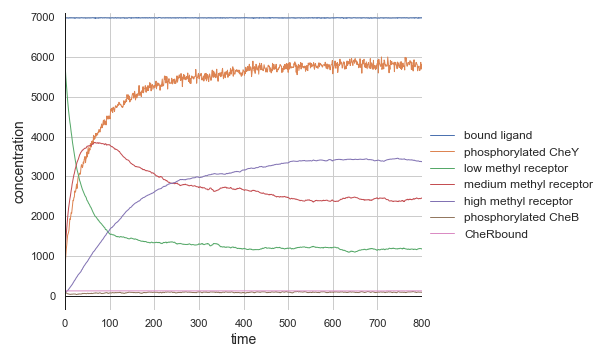 7000
6000
5000
4000
3000
2000
1000
0
concentration
0 100 200 300 400 500 600 700 800
time
bound ligand
phosphorylated CheY
low methyl receptor
medium methyl receptor
high methyl receptor
phosphorylated CheB
CheRbound